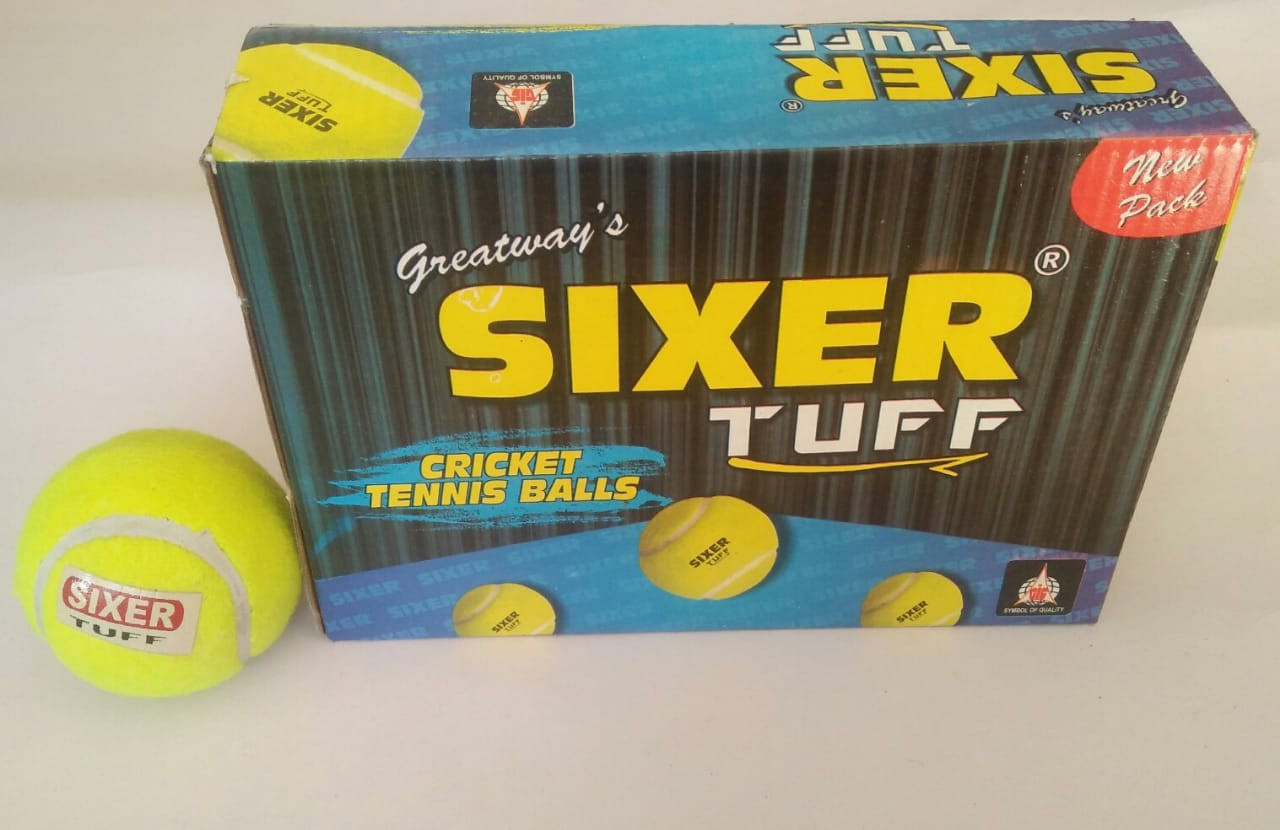 SIXER
TUFF
SYMBOL OF QUALITY
Greatway's
SIXER®
TUFF
New
Pack
Greatway's
SIXER®
TUFF
CRICKET
TENNIS BALLS
SIXER
TUFF
SIXER
TUFF
SIXER
TUFF
SYMBOL OF QUALITY
SIXER
TUFF